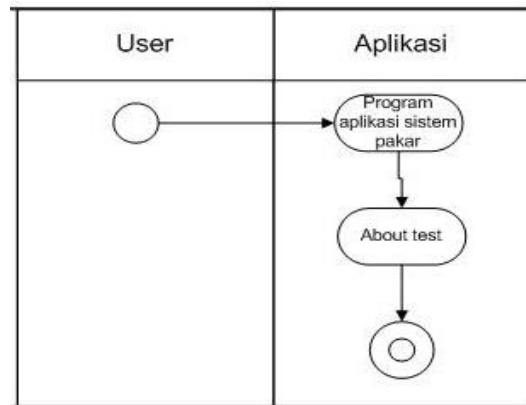 User
Aplikasi
Program
aplikasi sistem
pakar
About test